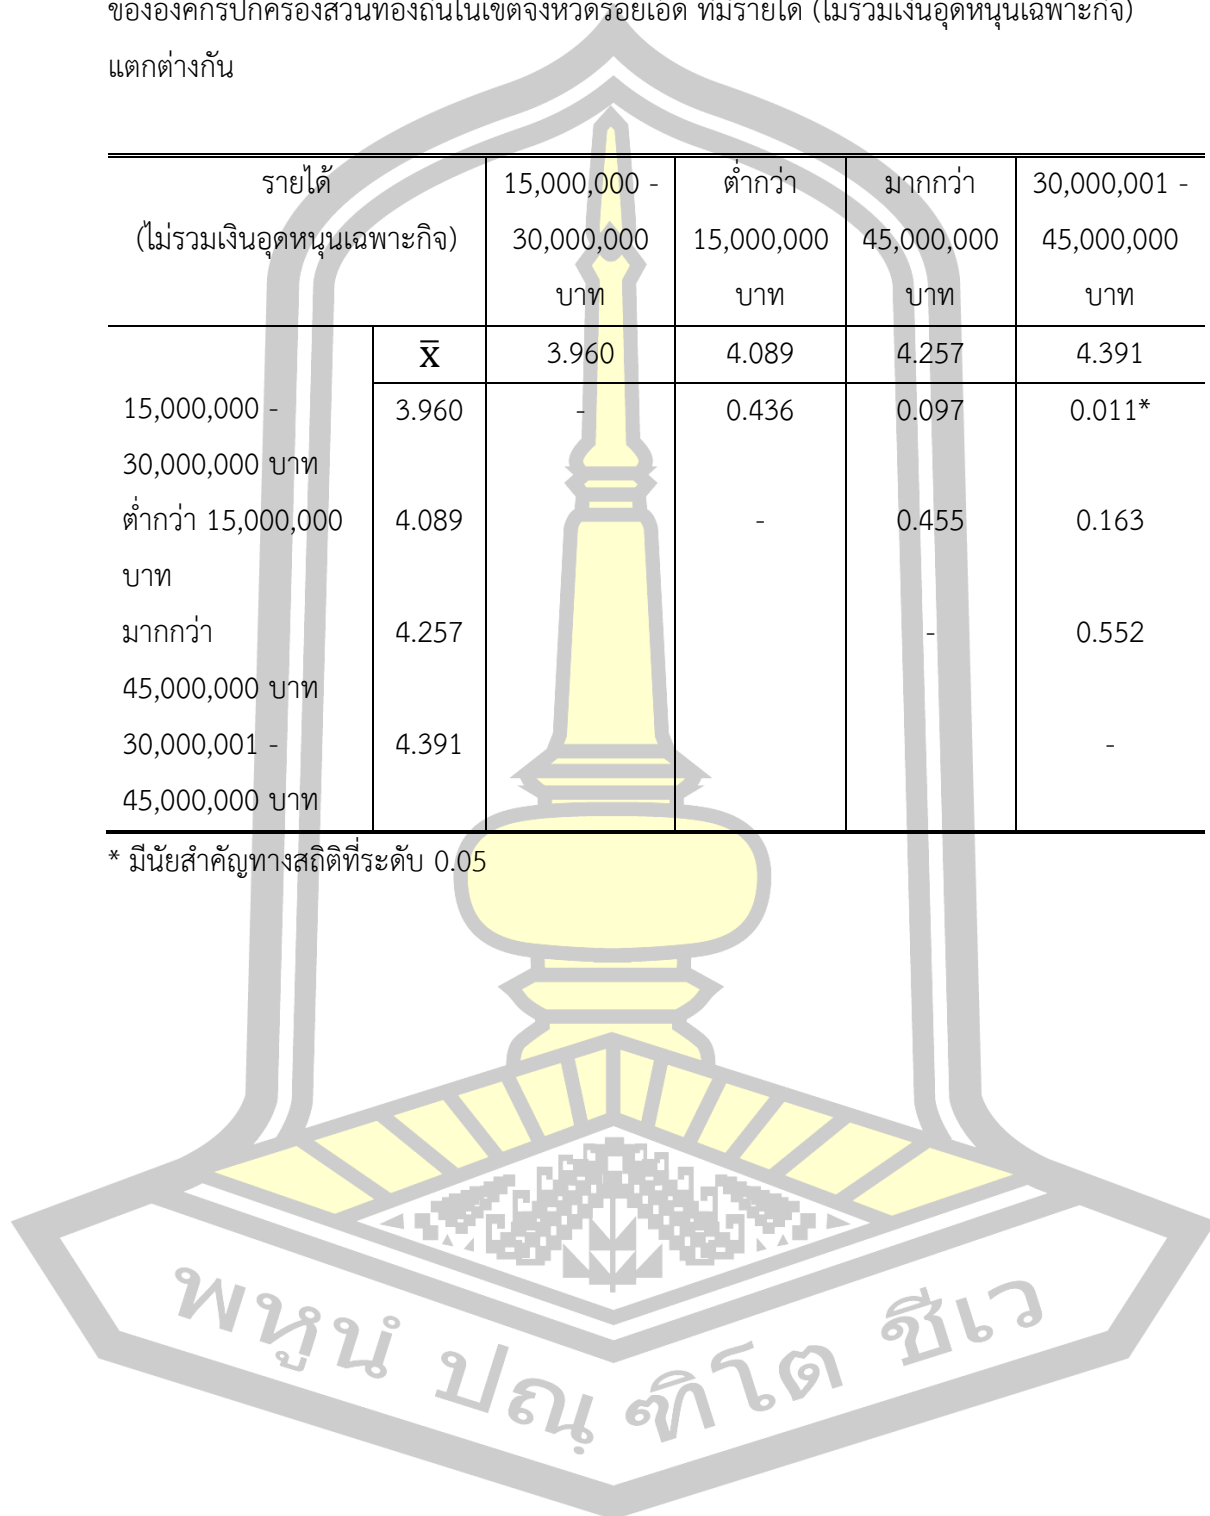 ขององค์กรปกครองส่วนท้องถิ่นในเขตจังหวัดร้อยเอ็ด ที่มีรายได้ (ไม่รวมเงินอุดหนุนเฉพาะกิจ)
แตกต่างกัน
รายได้ 15,000,000 - ต่ำกว่า มากกว่า 30,000,001 -
(ไม่รวมเงินอุดหนุนเฉพาะกิจ) 30,000,000 15,000,000 45,000,000 45,000,000
บาท บาท บาท บาท
x̅ 3.960 4.089 4.257 4.391
15,000,000 - 3.960 - 0.436 0.097 0.011*
30,000,000 บาท
ต่ำกว่า 15,000,000 4.089 - 0.455 0.163
บาท
มากกว่า 4.257 - 0.552
45,000,000 บาท
30,000,001 - 4.391 -
45,000,000 บาท
* มีนัยสำคัญทางสถิติที่ระดับ 0.05
พหูนํ ปณฺฑิโต ชีเว